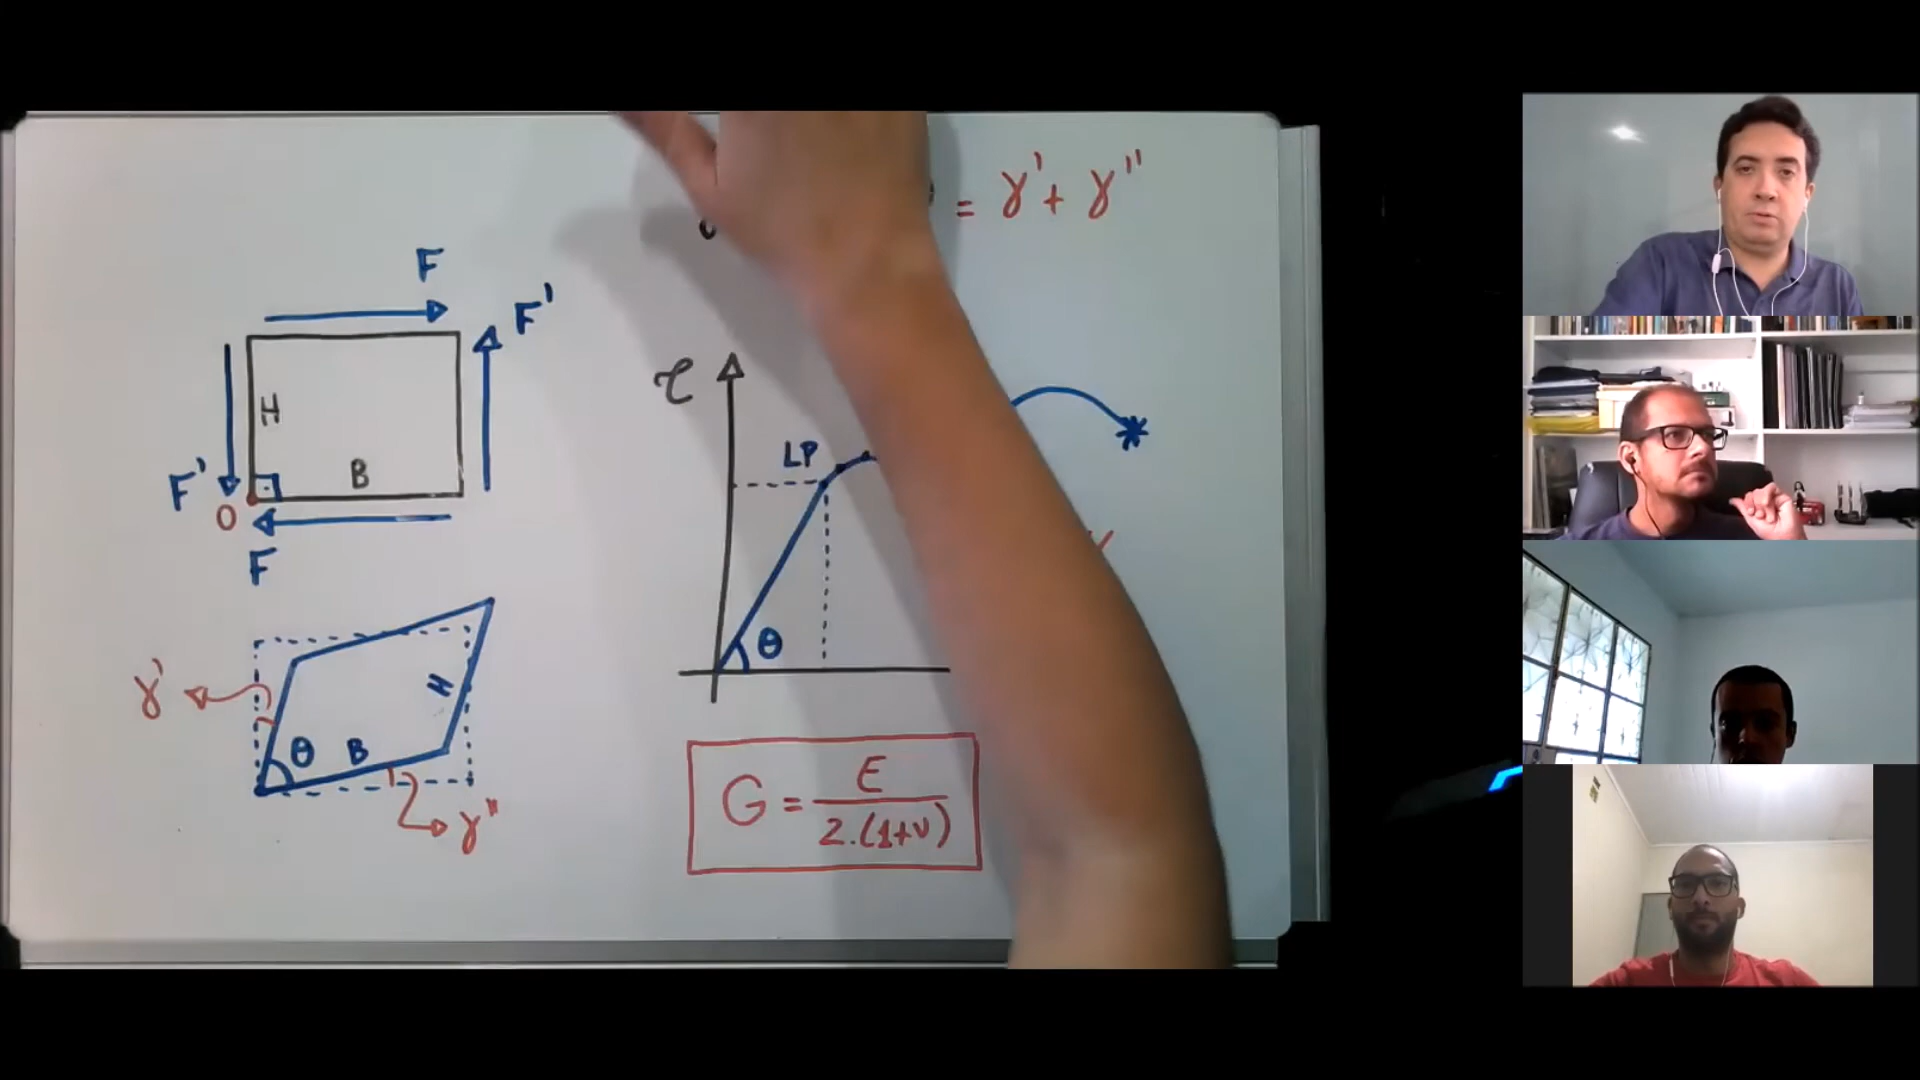 = γ' + γ''
F
F'
H
B
F'
O
F
τ
LP
θ
γ'
θ
B
H
γ''
G = E / 2.(1+ν)